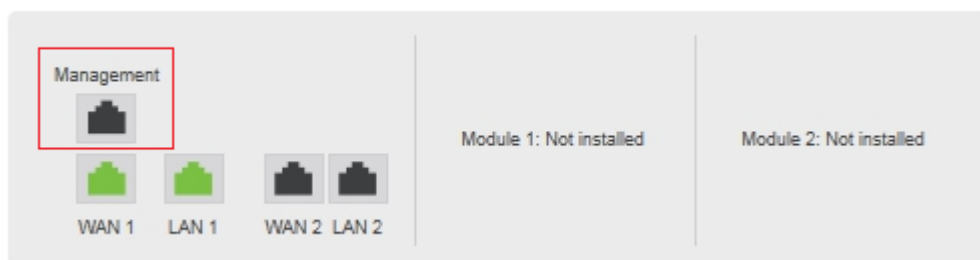 Management
Module 1: Not installed
Module 2: Not installed
WAN 1
LAN 1
WAN 2
LAN 2